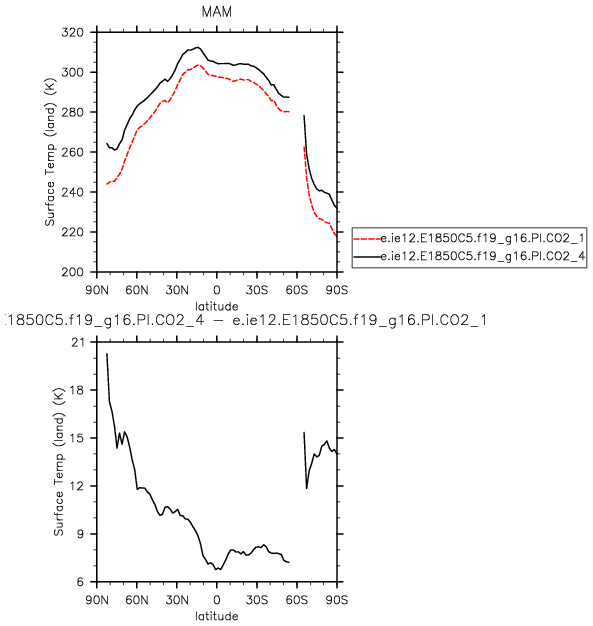 MAM
320
300
280
260
240
220
200
Surface Temp (land) (K)
90N 60N 30N 0 30S 60S 90S
latitude
e.ie12.E1850C5.f19_g16.PI.CO2_1
e.ie12.E1850C5.f19_g16.PI.CO2_4
.1850C5.f19_g16.PI.CO2_4 − e.ie12.E1850C5.f19_g16.PI.CO2_1
21
18
15
12
9
6
Surface Temp (land) (K)
90N 60N 30N 0 30S 60S 90S
latitude